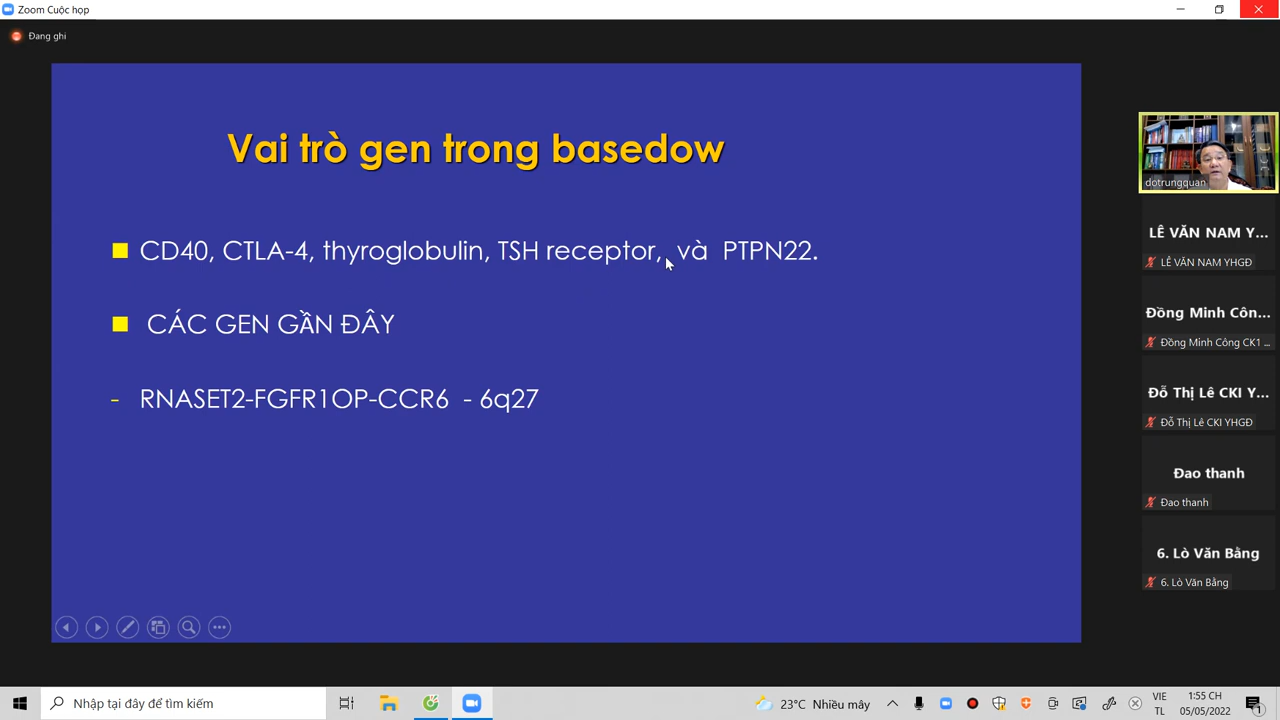 Zoom Cuộc họp
Đang ghi
Vai trò gen trong basedow
CD40, CTLA-4, thyroglobulin, TSH receptor, và PTPN22.
CÁC GEN GẦN ĐÂY
- RNASET2-FGFR1OP-CCR6 - 6q27
dotrungquan
LÊ VĂN NAM Y...
LÊ VĂN NAM YHGĐ
Đồng Minh Côn...
Đồng Minh Công CK1 ...
Đỗ Thị Lê CKI Y...
Đỗ Thị Lê CKI YHGĐ
Đao thanh
Đao thanh
6. Lò Văn Bằng
6. Lò Văn Bằng
Nhập tại đây để tìm kiếm
23°C Nhiều mây
VIE
TL
1:55 CH
05/05/2022
1